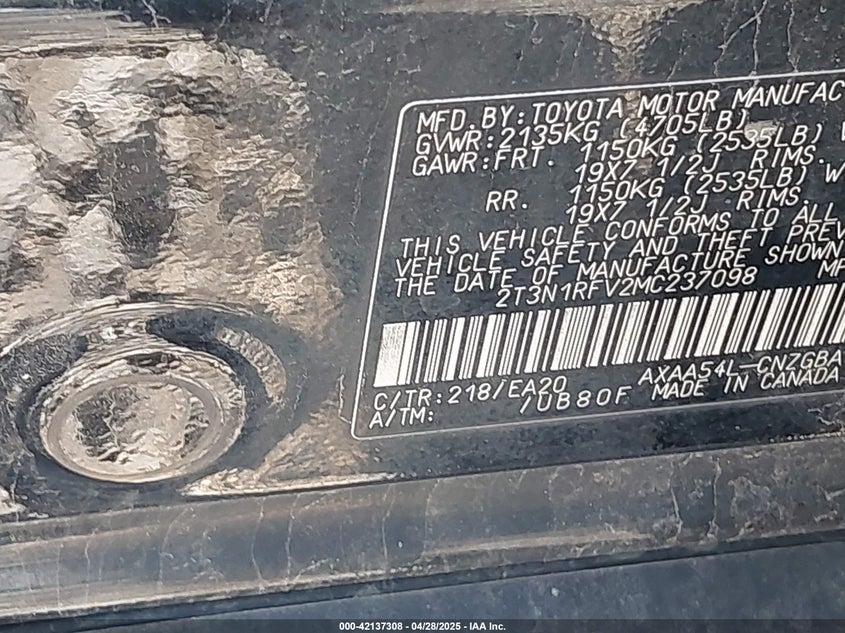 MFD.BY:TOYOTA MOTOR MANUFAC
GVWR:2135KG (4705LB)
GAWR:FRT. 1150KG (2535LB) W
19X7 1/2J RIMS.
RR. 1150KG (2535LB) W
19X7 1/2J RIMS.
THIS VEHICLE CONFORMS TO ALL
VEHICLE SAFETY AND THEFT PREV
THE DATE OF MANUFACTURE SHOWN
2T3N1RFV2MC237098 MP
C/TR:218/EA20 AXAA54L-CNZGBA
A/TM: /UB80F MADE IN CANADA
000-42137308 - 04/28/2025 - IAA Inc.